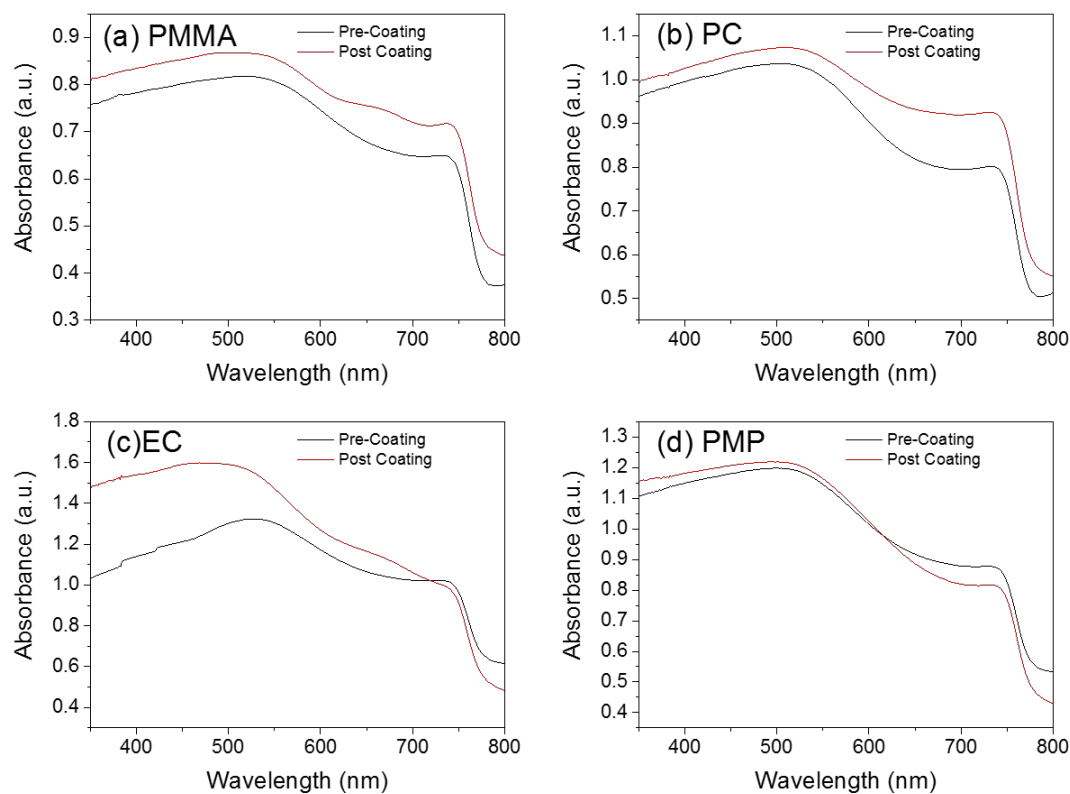 (a) PMMA
Pre-Coating
Post Coating
0.9
0.8
0.7
0.6
0.5
0.4
0.3
Absorbance (a.u.)
400 500 600 700 800
Wavelength (nm)
(b) PC
Pre-Coating
Post Coating
1.1
1.0
0.9
0.8
0.7
0.6
0.5
Absorbance (a.u.)
400 500 600 700 800
Wavelength (nm)
(c)EC
Pre-Coating
Post Coating
1.8
1.6
1.4
1.2
1.0
0.8
0.6
0.4
Absorbance (a.u.)
400 500 600 700 800
Wavelength (nm)
(d) PMP
Pre-Coating
Post Coating
1.3
1.2
1.1
1.0
0.9
0.8
0.7
0.6
0.5
0.4
Absorbance (a.u.)
400 500 600 700 800
Wavelength (nm)